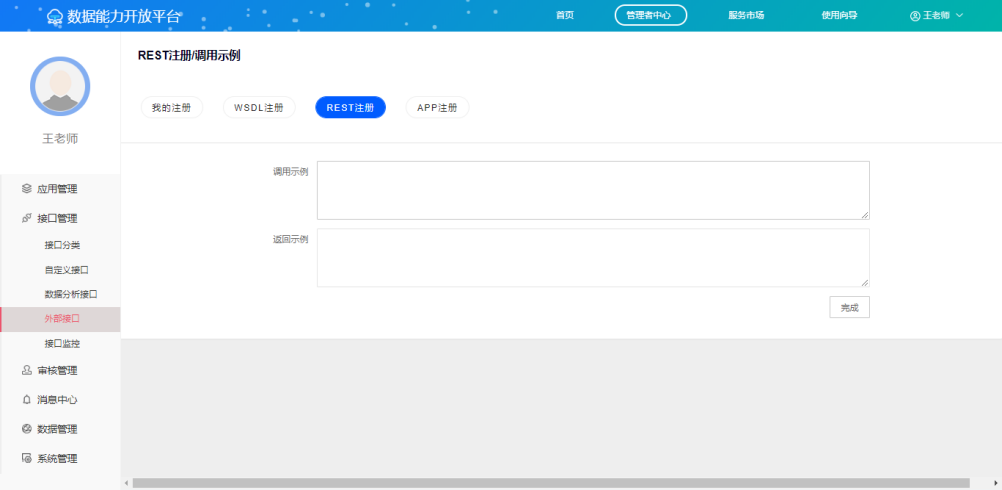 数据能力开放平台
首页 管理者中心 服务市场 使用向导 王老师
REST注册/调用示例
我的注册 WSDL注册 REST注册 APP注册
王老师
应用管理
接口管理
接口分类
自定义接口
数据分析接口
外部接口
接口监控
审核管理
消息中心
数据管理
系统管理
调用示例
返回示例
完成